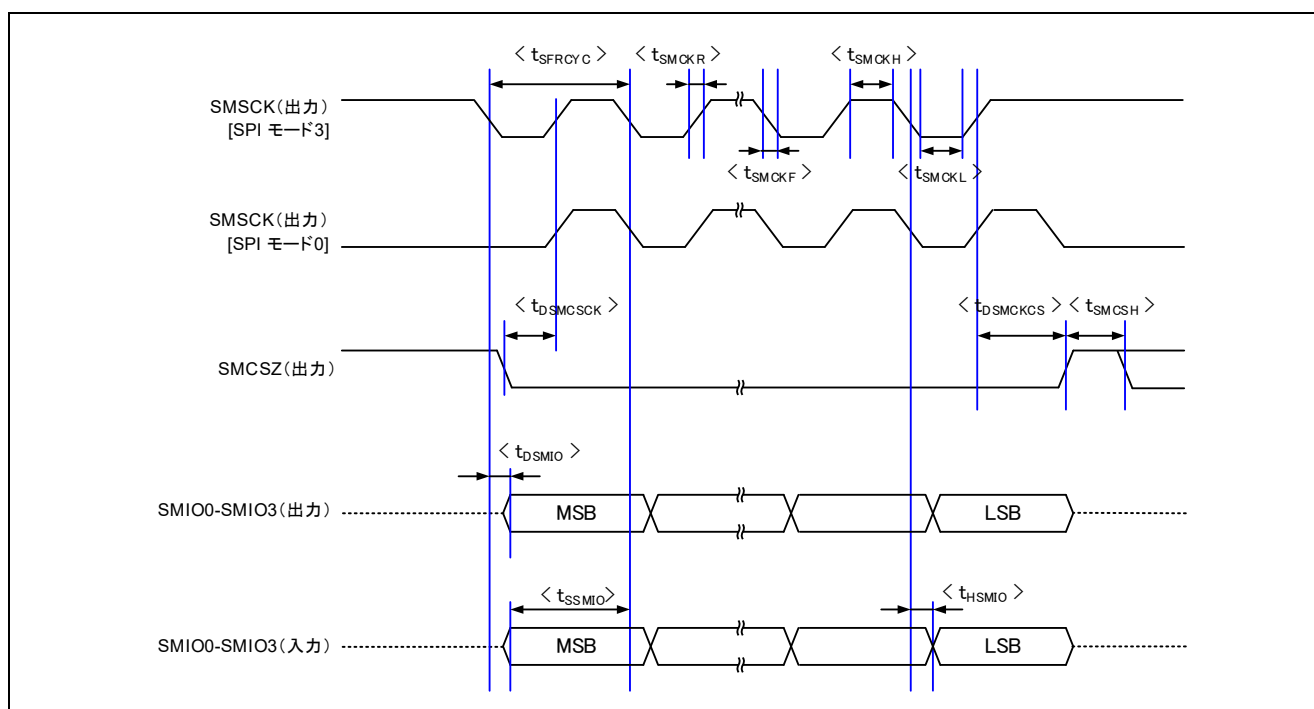 〈 tSFRCYC 〉
〈 tSMCKR 〉
〈 tSMCKH 〉
SMSCK(出力)
[SPI モード3]
〈 tSMCKF 〉
〈 tSMCKL 〉
SMSCK(出力)
[SPI モード0]
〈 tDSMCSCK 〉
〈 tDSMCKCS 〉
〈 tSMCSH 〉
SMCSZ(出力)
〈 tDSMIO 〉
SMIO0-SMIO3(出力)
MSB
LSB
〈 tSSMIO〉
〈 tHSMIO 〉
SMIO0-SMIO3(入力)
MSB
LSB